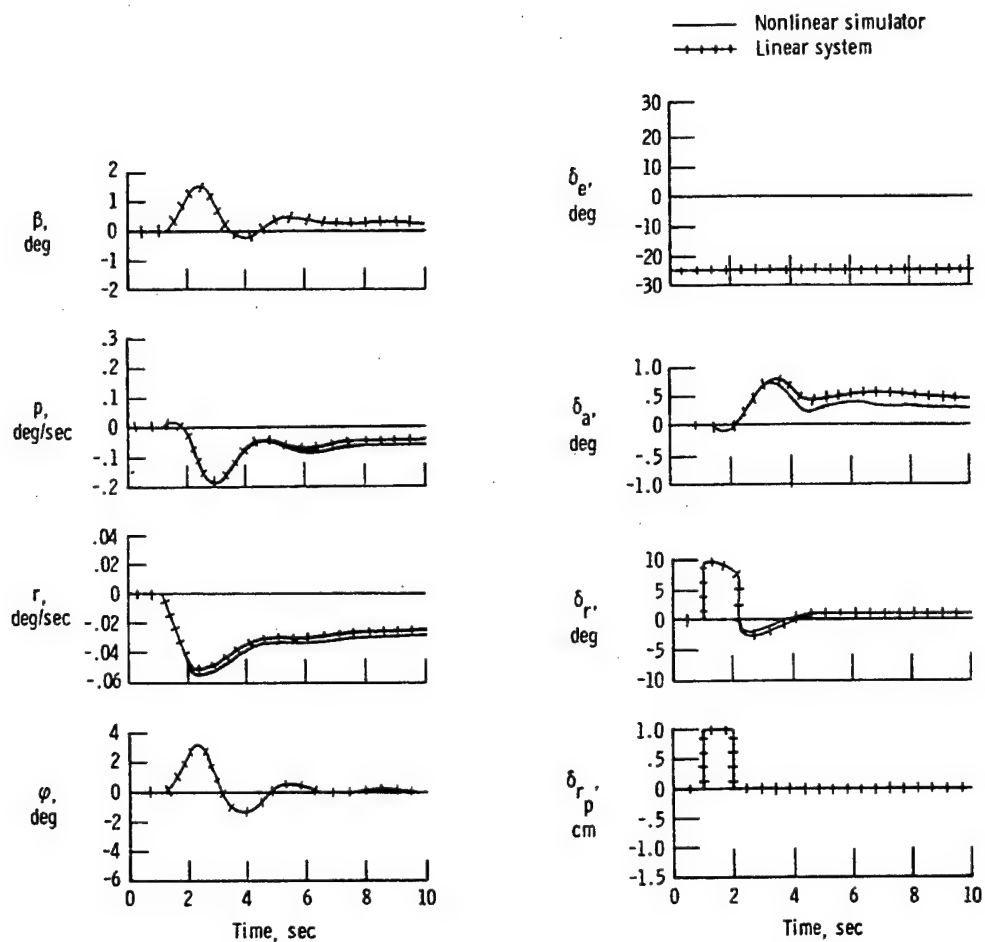 Nonlinear simulator
Linear system
2
1
0
-1
-2
β,
deg
.3
.2
.1
0
-.1
-.2
p,
deg/sec
.04
.02
0
-.02
-.04
-.06
r,
deg/sec
4
2
0
-2
-4
-6
φ,
deg
0 2 4 6 8 10
Time, sec
30
20
10
0
-10
-20
-30
δe,
deg
1.0
.5
0
-.5
-1.0
δa,
deg
10
5
0
-5
-10
δr,
deg
1.0
.5
0
-.5
-1.0
-1.5
δrp,
cm
0 2 4 6 8 10
Time, sec